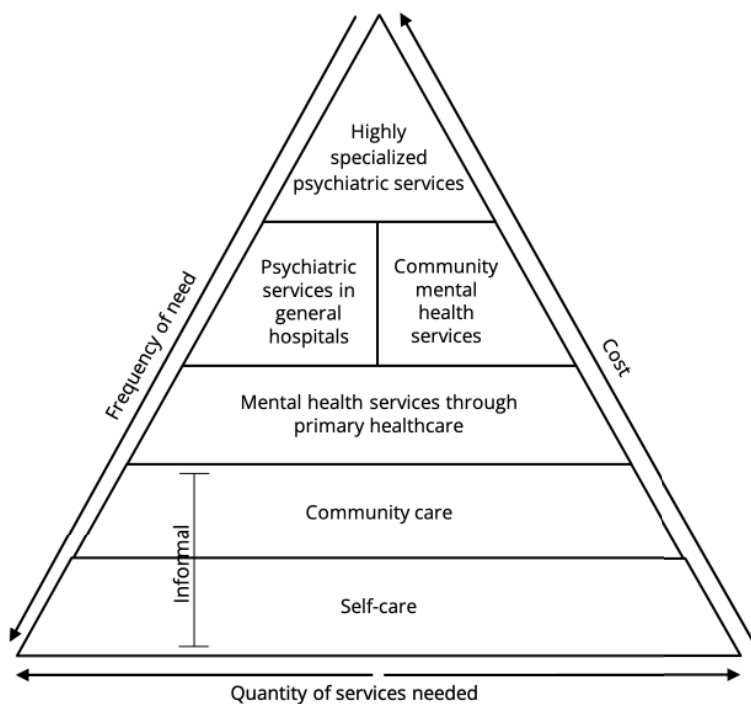 Highly
specialized
psychiatric services
Psychiatric
services in
general
hospitals
Community
mental
health
services
Frequency of need
Cost
Mental health services through
primary healthcare
Community care
Informal
Self-care
Quantity of services needed